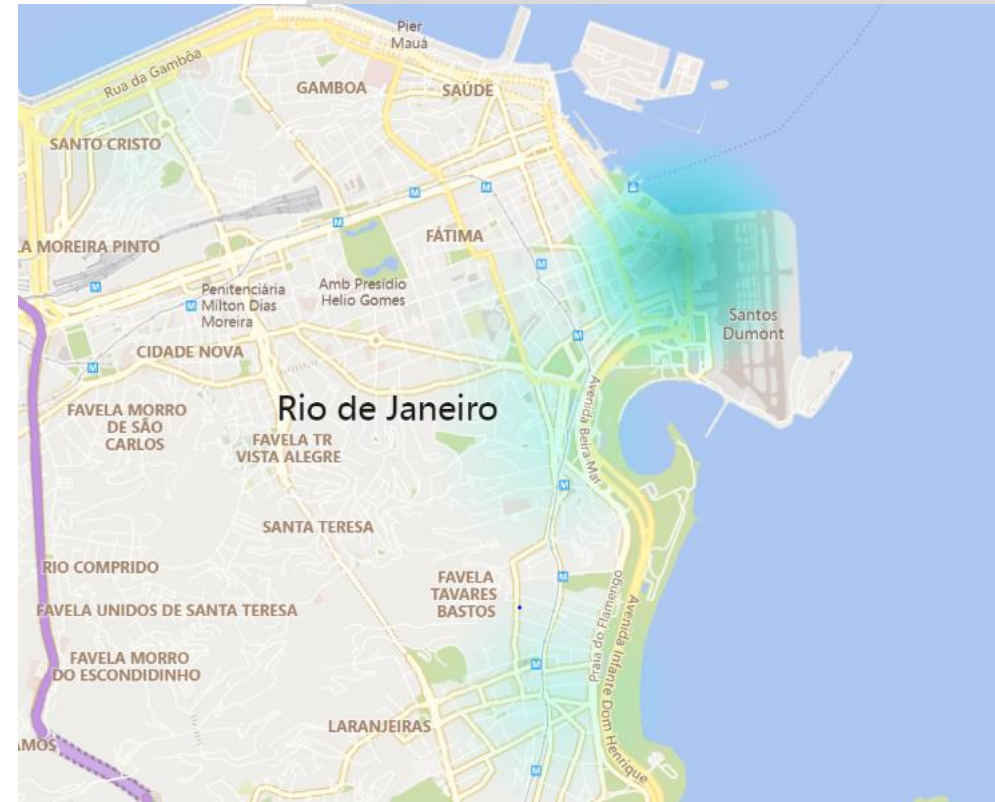 Pier
Mauá
Rua da Gambôa
GAMBOA
SAÚDE
SANTO CRISTO
A MOREIRA PINTO
FÁTIMA
Penitenciária
Milton Dias
Moreira
Amb Presídio
Helio Gomes
Santos
Dumont
CIDADE NOVA
Rio de Janeiro
Avenida Beira Mar
FAVELA MORRO
DE SÃO
CARLOS
FAVELA TR
VISTA ALEGRE
SANTA TERESA
RIO COMPRIDO
FAVELA
TAVARES
BASTOS
FAVELA UNIDOS DE SANTA TERESA
Praia do Flamengo
Avenida Infante Dom Henrique
FAVELA MORRO
DO ESCONDIDINHO
LARANJEIRAS
AMOS
M
M
M
M
M
M
M
M
M
M
M
M